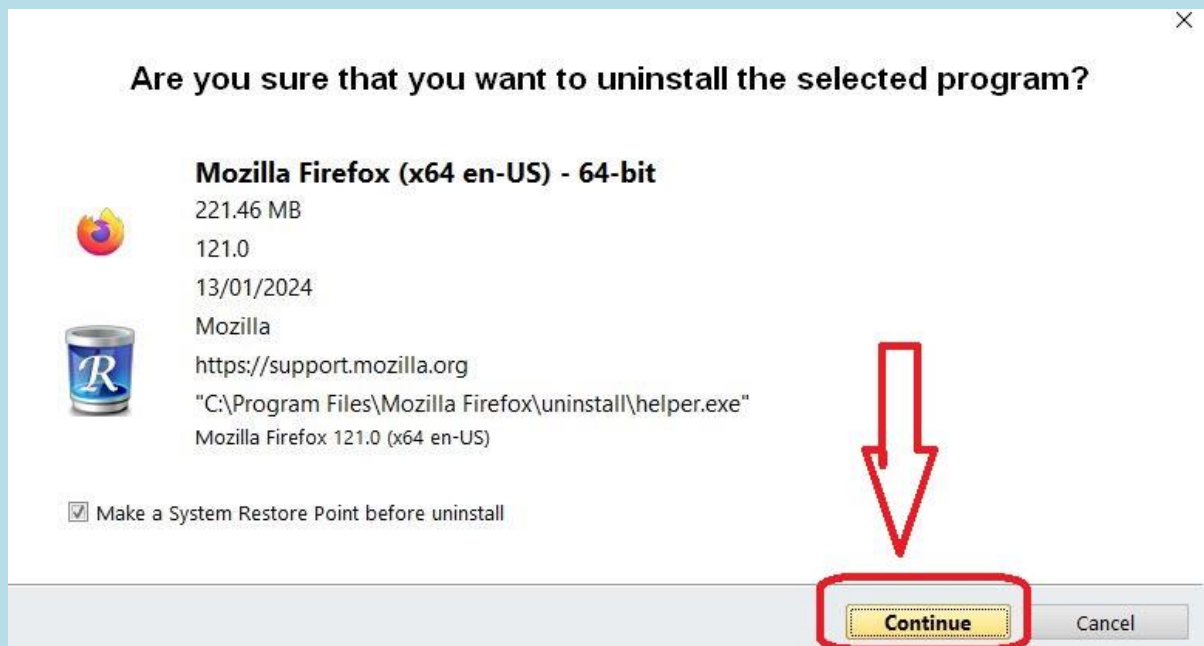 Are you sure that you want to uninstall the selected program?
Mozilla Firefox (x64 en-US) - 64-bit
221.46 MB
121.0
13/01/2024
Mozilla
R
https://support.mozilla.org
"C:\Program Files\Mozilla Firefox\uninstall\helper.exe"
Mozilla Firefox 121.0 (x64 en-US)
Make a System Restore Point before uninstall
Continue Cancel